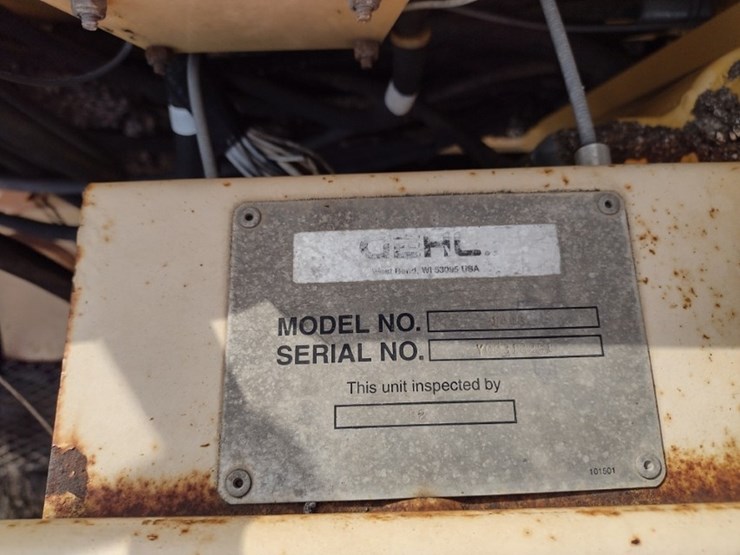 GEHL
West Bend, WI 53095 USA
MODEL NO.
SERIAL NO.
This unit inspected by
101501